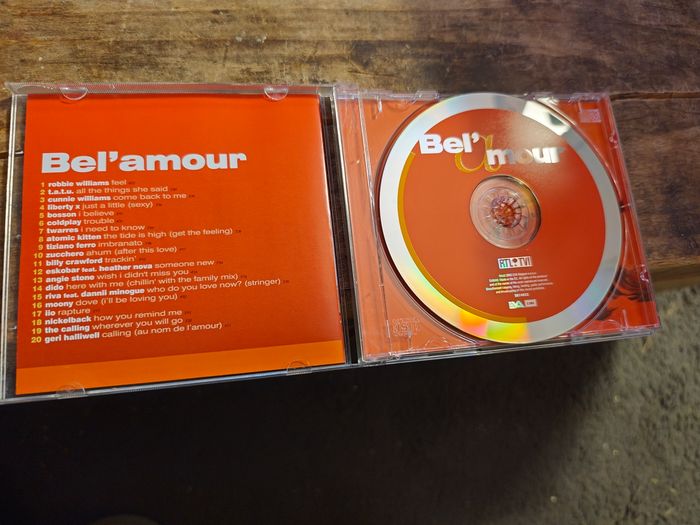 Bel'amour
1 robbie williams feel
2 t.a.t.u. all the things she said
3 cunnie williams come back to me
4 liberty x just a little (sexy)
5 bosson i believe
6 coldplay trouble
7 twarres i need to know
8 atomic kitten the tide is high (get the feeling)
9 tiziano ferro imbranato
10 zucchero ahum (after this love)
11 billy crawford trackin'
12 eskobar feat. heather nova someone new
13 angie stone wish i didn't miss you
14 dido here with me (chillin' with the family mix)
15 riva feat. dannii minogue who do you love now? (stringer)
16 moony dove (i'll be loving you)
17 iio rapture
18 nickelback how you remind me
19 the calling wherever you will go
20 geri halliwell calling (au nom de l'amour)
Bel'amour
RTL TVI
EVA
EMI